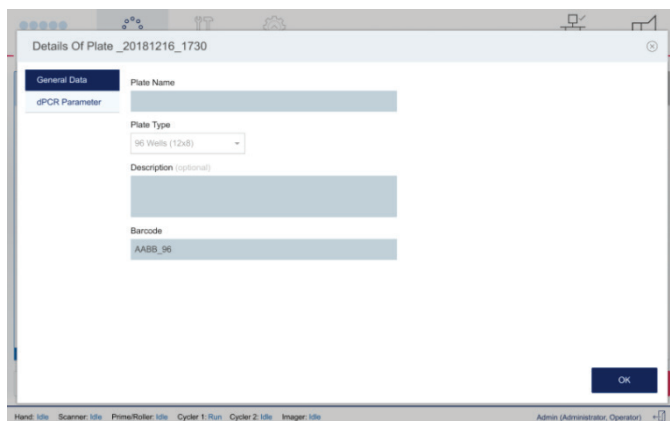 Details Of Plate _20181216_1730
General Data
dPCR Parameter
Plate Name
Plate Type
96 Wells (12x8)
Description (optional)
Barcode
AABB_96
OK
Hand: Idle Scanner: Idle Prime/Roller: Idle Cycler 1: Run Cycler 2: Idle Imager: Idle Admin (Administrator, Operator)